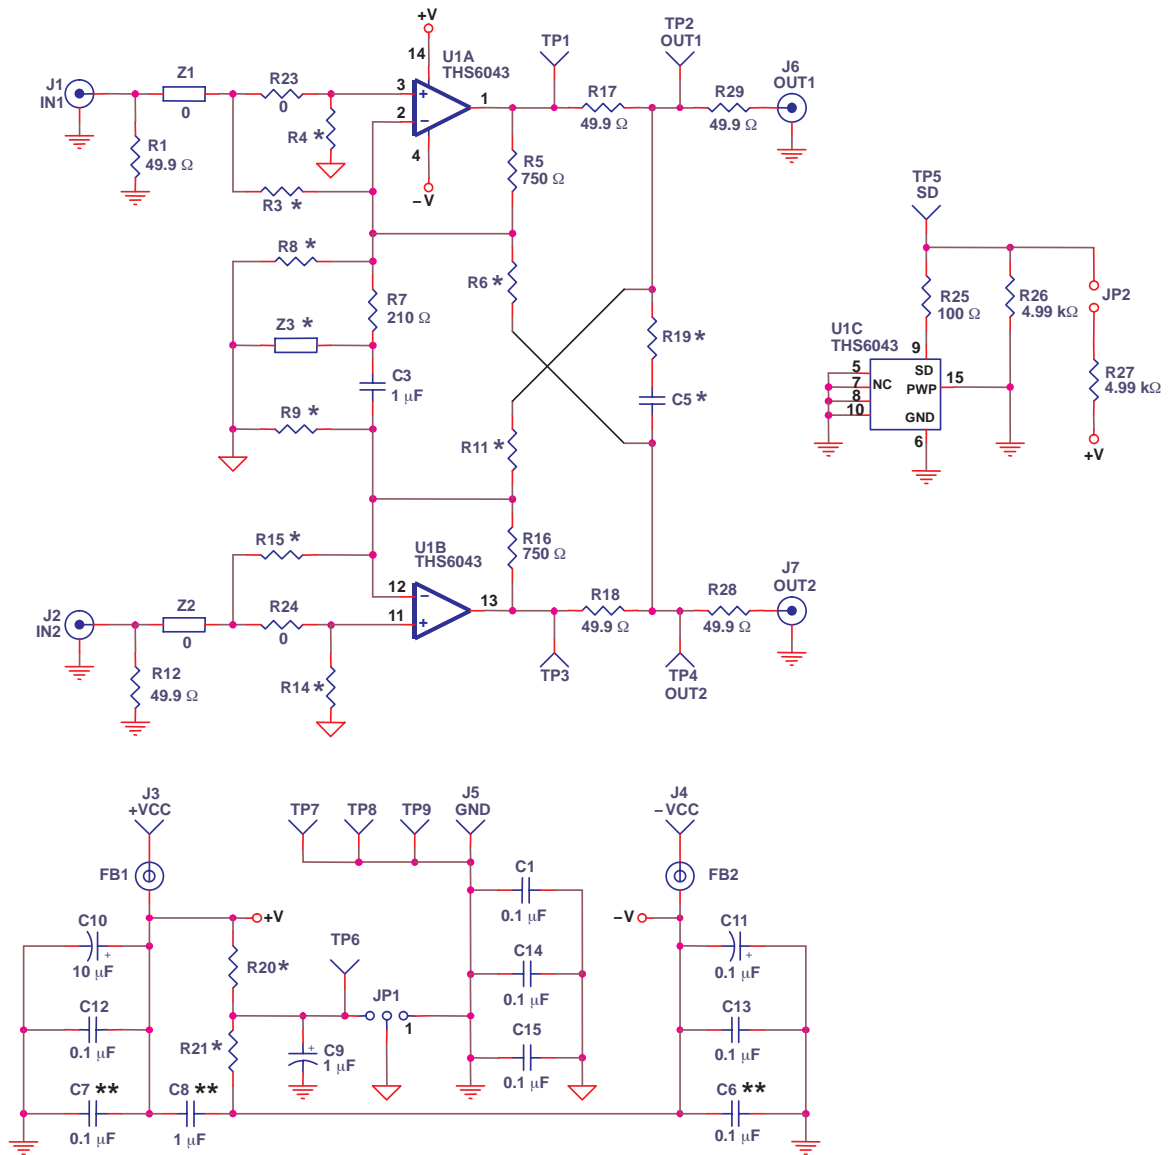 +V
14
U1A
THS6043
TP1
TP2
OUT1
J1
IN1
Z1
0
R23
0
3
+
2
−
1
R17
49.9 Ω
R29
49.9 Ω
J6
OUT1
R1
49.9 Ω
R4 *
4
−V
R5
750 Ω
R3 *
R8 *
R6 *
R7
210 Ω
Z3 *
C3
1 μF
R9 *
R11 *
R19 *
C5 *
TP5
SD
R25
100 Ω
R26
4.99 kΩ
JP2
U1C
THS6043
9
5
7
8
10
NC
SD
PWP
GND
15
6
R27
4.99 kΩ
+V
R15 *
U1B
THS6043
R16
750 Ω
12
−
11
+
13
J2
IN2
Z2
0
R24
0
R18
49.9 Ω
R28
49.9 Ω
J7
OUT2
R12
49.9 Ω
R14 *
TP3
TP4
OUT2
J3
+VCC
TP7
TP8
TP9
J5
GND
J4
−VCC
FB1
FB2
C1
0.1 μF
+V
−V
C10
+
10 μF
R20 *
TP6
C14
0.1 μF
C11
+
0.1 μF
JP1
1
C12
0.1 μF
R21 *
+
C9
1 μF
C15
0.1 μF
C13
0.1 μF
C7 **
0.1 μF
C8 **
1 μF
C6 **
0.1 μF